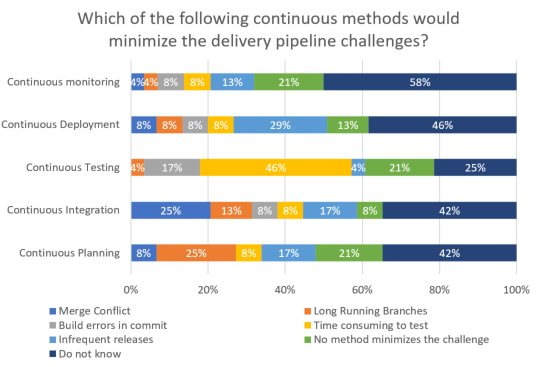 Which of the following continuous methods would
minimize the delivery pipeline challenges?
Continuous monitoring 4% 4% 8% 8% 13% 21% 58%
Continuous Deployment 8% 8% 8% 8% 29% 13% 46%
Continuous Testing 4% 17% 46% 4% 21% 25%
Continuous Integration 25% 13% 8% 8% 17% 8% 42%
Continuous Planning 8% 25% 8% 17% 21% 42%
0% 20% 40% 60% 80% 100%
Merge Conflict Long Running Branches
Build errors in commit Time consuming to test
Infrequent releases No method minimizes the challenge
Do not know